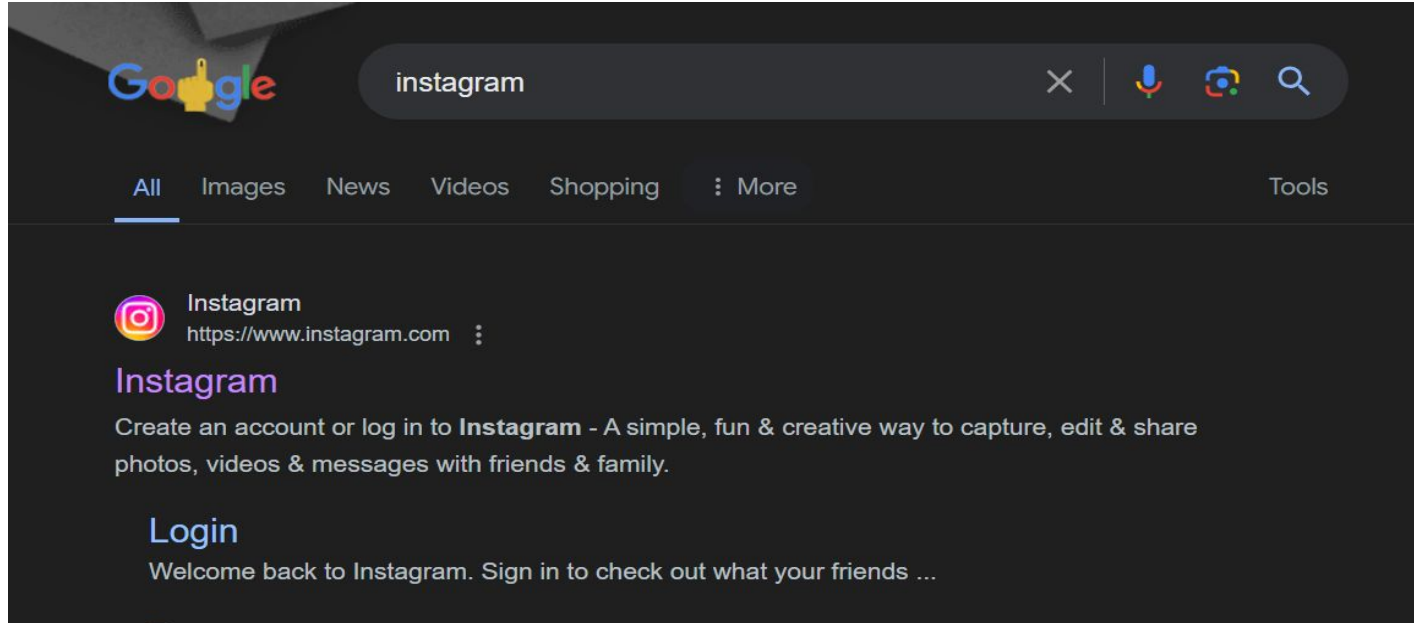 Google
instagram
All Images News Videos Shopping More Tools
Instagram
https://www.instagram.com
Instagram
Create an account or log in to Instagram - A simple, fun & creative way to capture, edit & share
photos, videos & messages with friends & family.
Login
Welcome back to Instagram. Sign in to check out what your friends ...